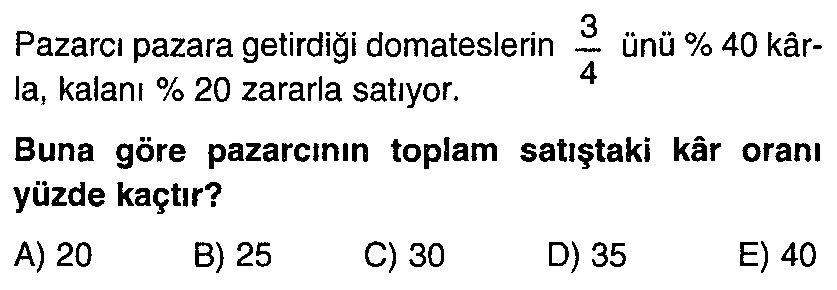 Pazarcı pazara getirdiği domateslerin 3/4 ünü % 40 kâr-
la, kalanı % 20 zararla satıyor.
Buna göre pazarcının toplam satıştaki kâr oranı
yüzde kaçtır?
A) 20 B) 25 C) 30 D) 35 E) 40